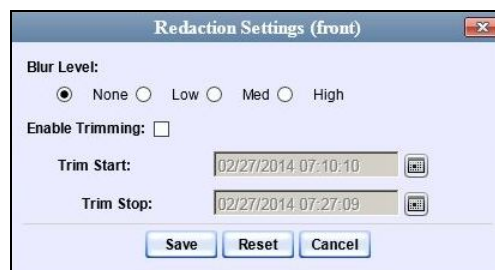 Redaction Settings (front)
Blur Level:
None Low Med High
Enable Trimming:
Trim Start: 02/27/2014 07:10:10
Trim Stop: 02/27/2014 07:27:09
Save Reset Cancel